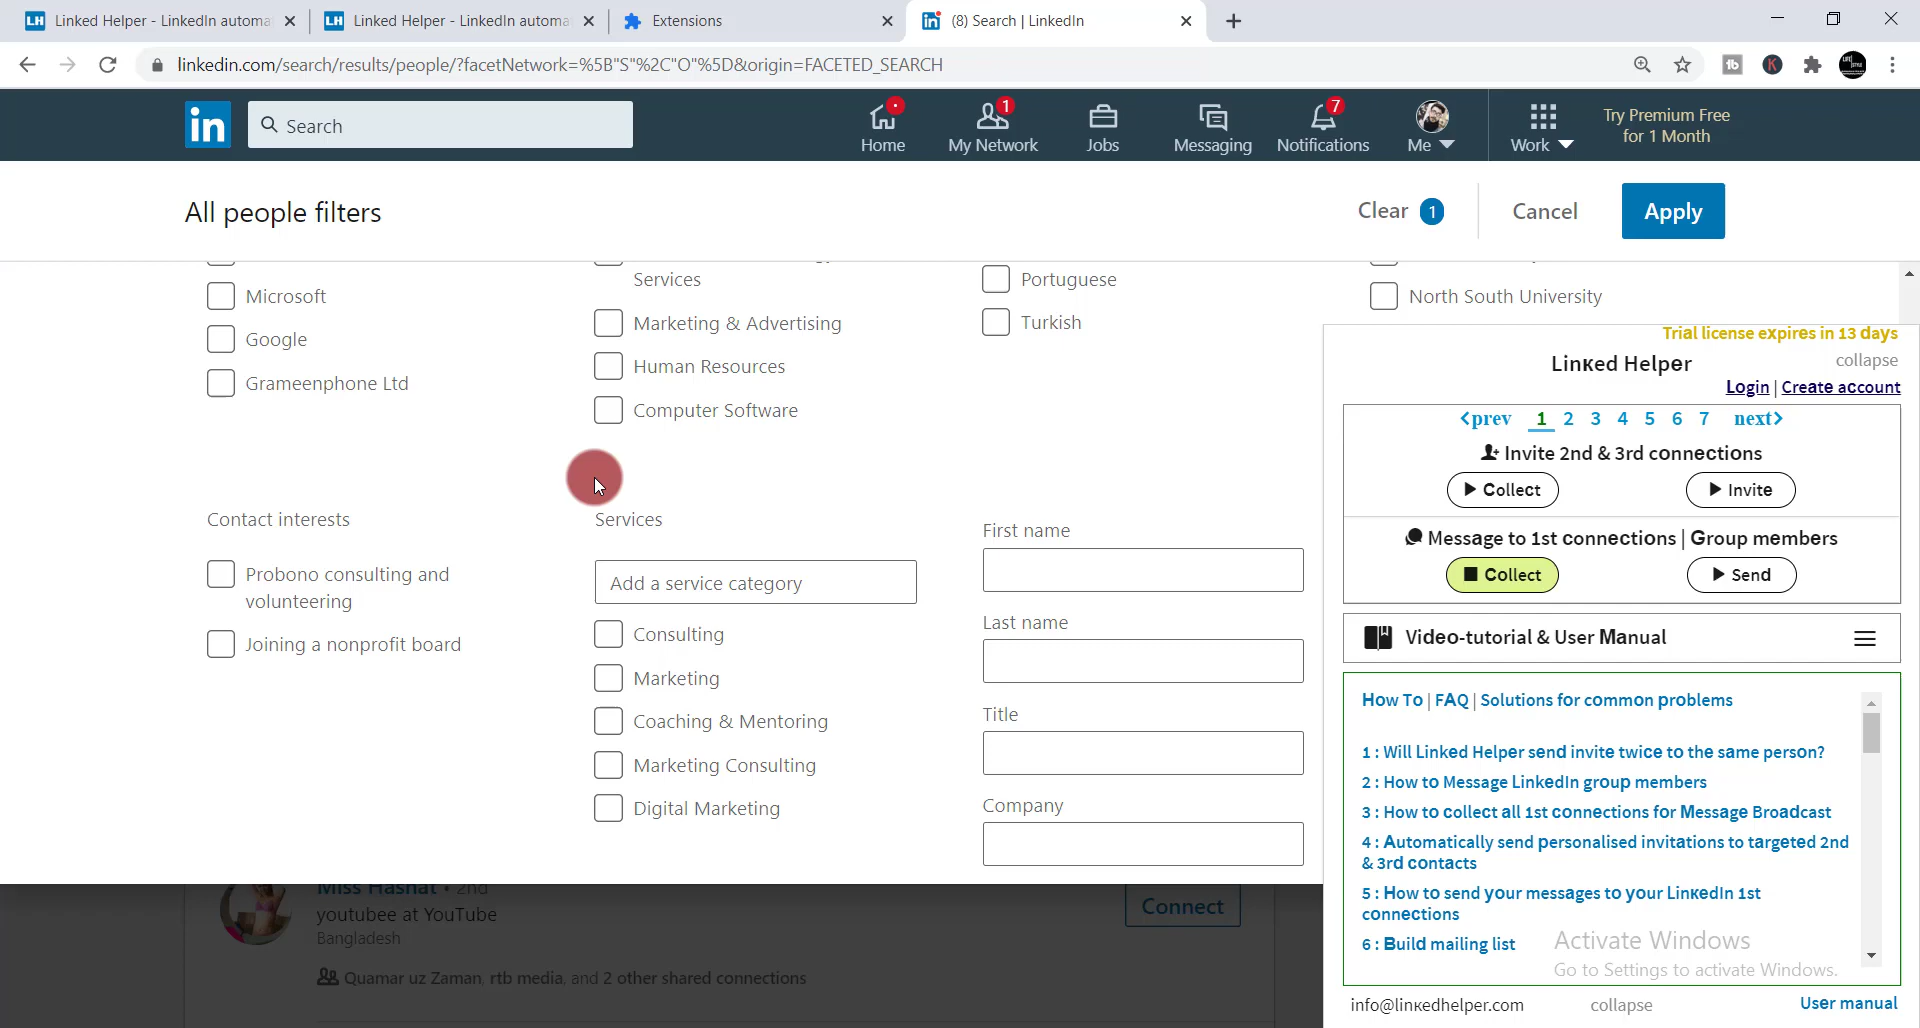 Linked Helper - LinkedIn automa
Linked Helper - LinkedIn automa
Extensions
(8) Search | LinkedIn
linkedin.com/search/results/people/?facetNetwork=%5B"S"%2C"O"%5D&origin=FACETED_SEARCH
in
Search
Home
1
My Network
Jobs
Messaging
7
Notifications
Me
Work
Try Premium Free
for 1 Month
All people filters
Clear 1
Cancel
Apply
Microsoft
Google
Grameenphone Ltd
Services
Marketing & Advertising
Human Resources
Computer Software
Portuguese
Turkish
North South University
Contact interests
Probono consulting and
volunteering
Joining a nonprofit board
Services
Add a service category
Consulting
Marketing
Coaching & Mentoring
Marketing Consulting
Digital Marketing
First name
Last name
Title
Company
Trial license expires in 13 days
Linкed Helper
collapse
Login | Create account
<prev 1 2 3 4 5 6 7 next>
Invite 2nd & 3rd connections
Collect
Invite
Message to 1st connections | Group members
Collect
Send
Video-tutorial & User Manual
How To | FAQ | Solutions for common problems
1 : Will Linked Helper send invite twice to the same person?
2 : How to Message LinkedIn group members
3 : How to collect all 1st connections for Message Broadcast
4 : Automatically send personalised invitations to targeted 2nd
& 3rd contacts
5 : How to send your messages to your Linкedin 1st
connections
6 : Build mailing list
Activate Windows
Go to Settings to activate Windows.
info@linкedhelper.com
collapse
User manual
Miss Hasnat • 2nd
youtubee at YouTube
Bangladesh
Connect
Quamar uz Zaman, rtb media, and 2 other shared connections